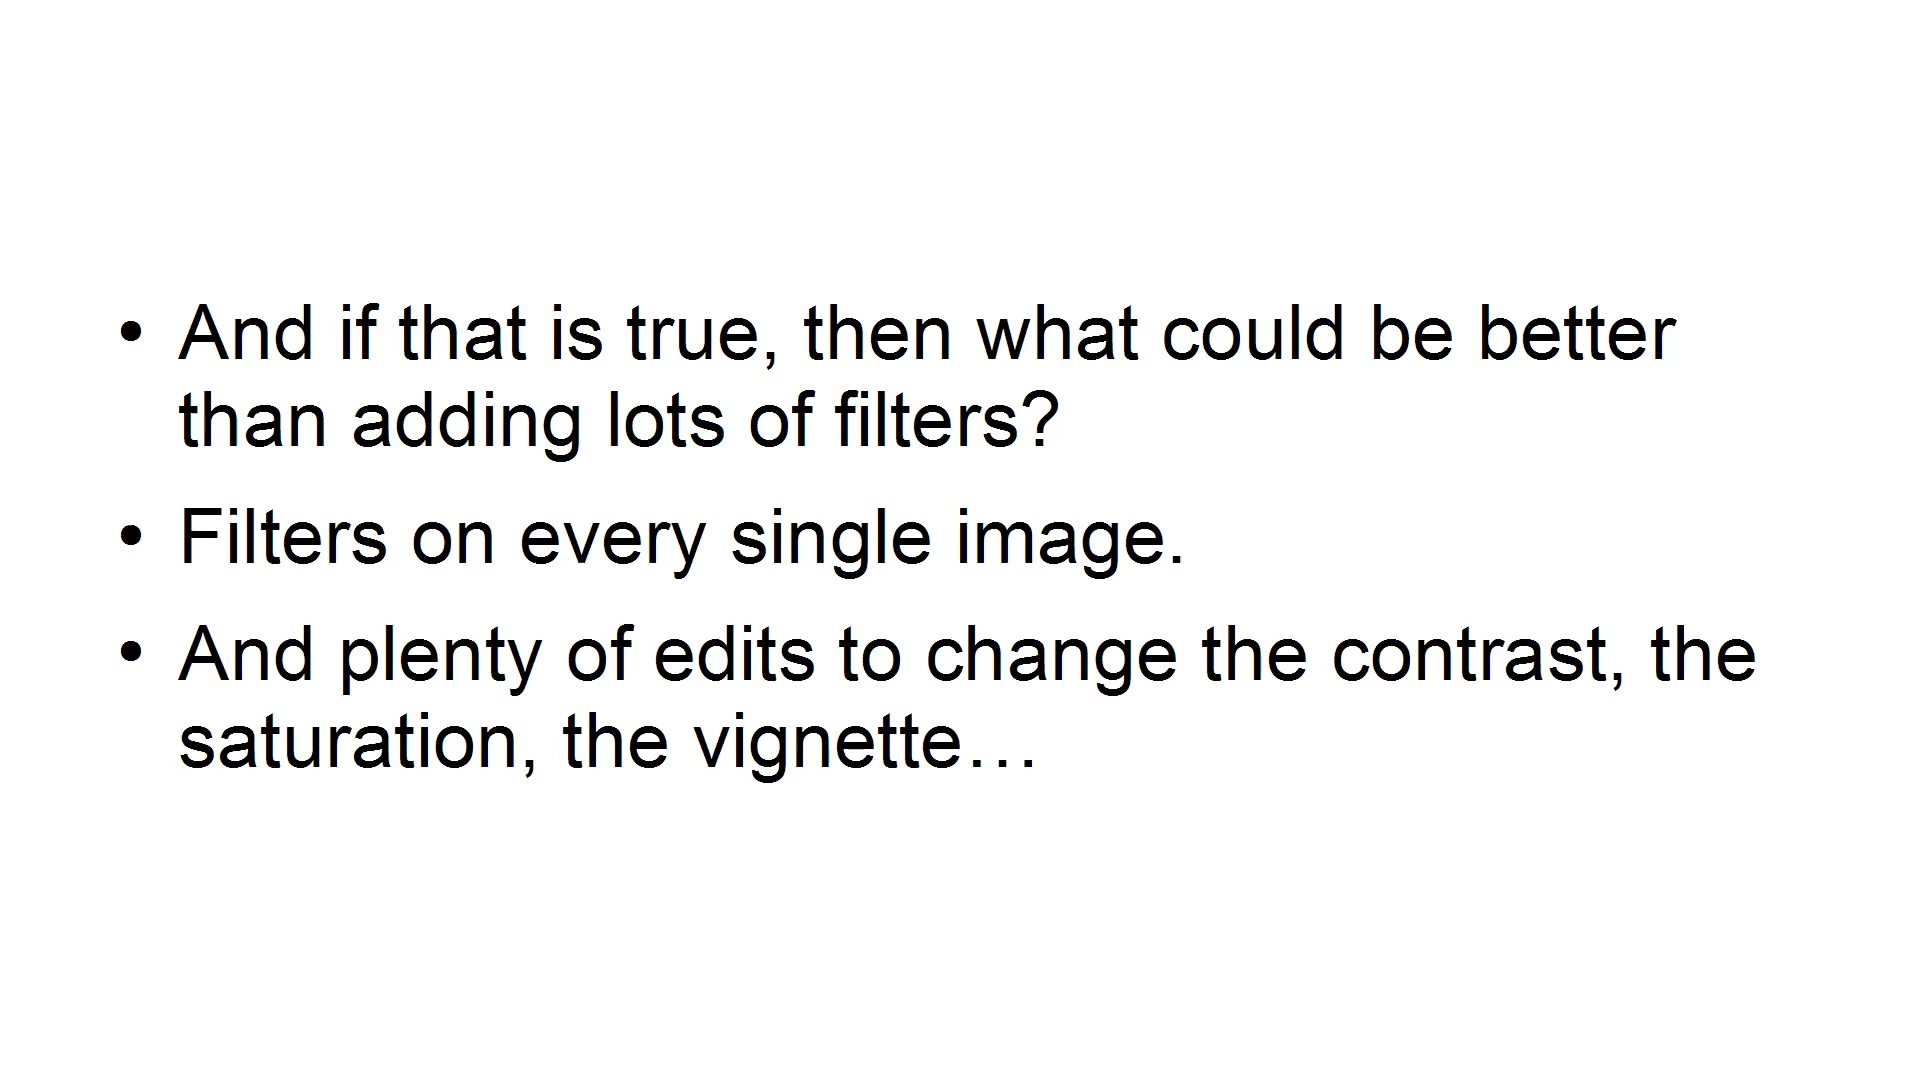 • And if that is true, then what could be better
than adding lots of filters?
• Filters on every single image.
• And plenty of edits to change the contrast, the
saturation, the vignette…